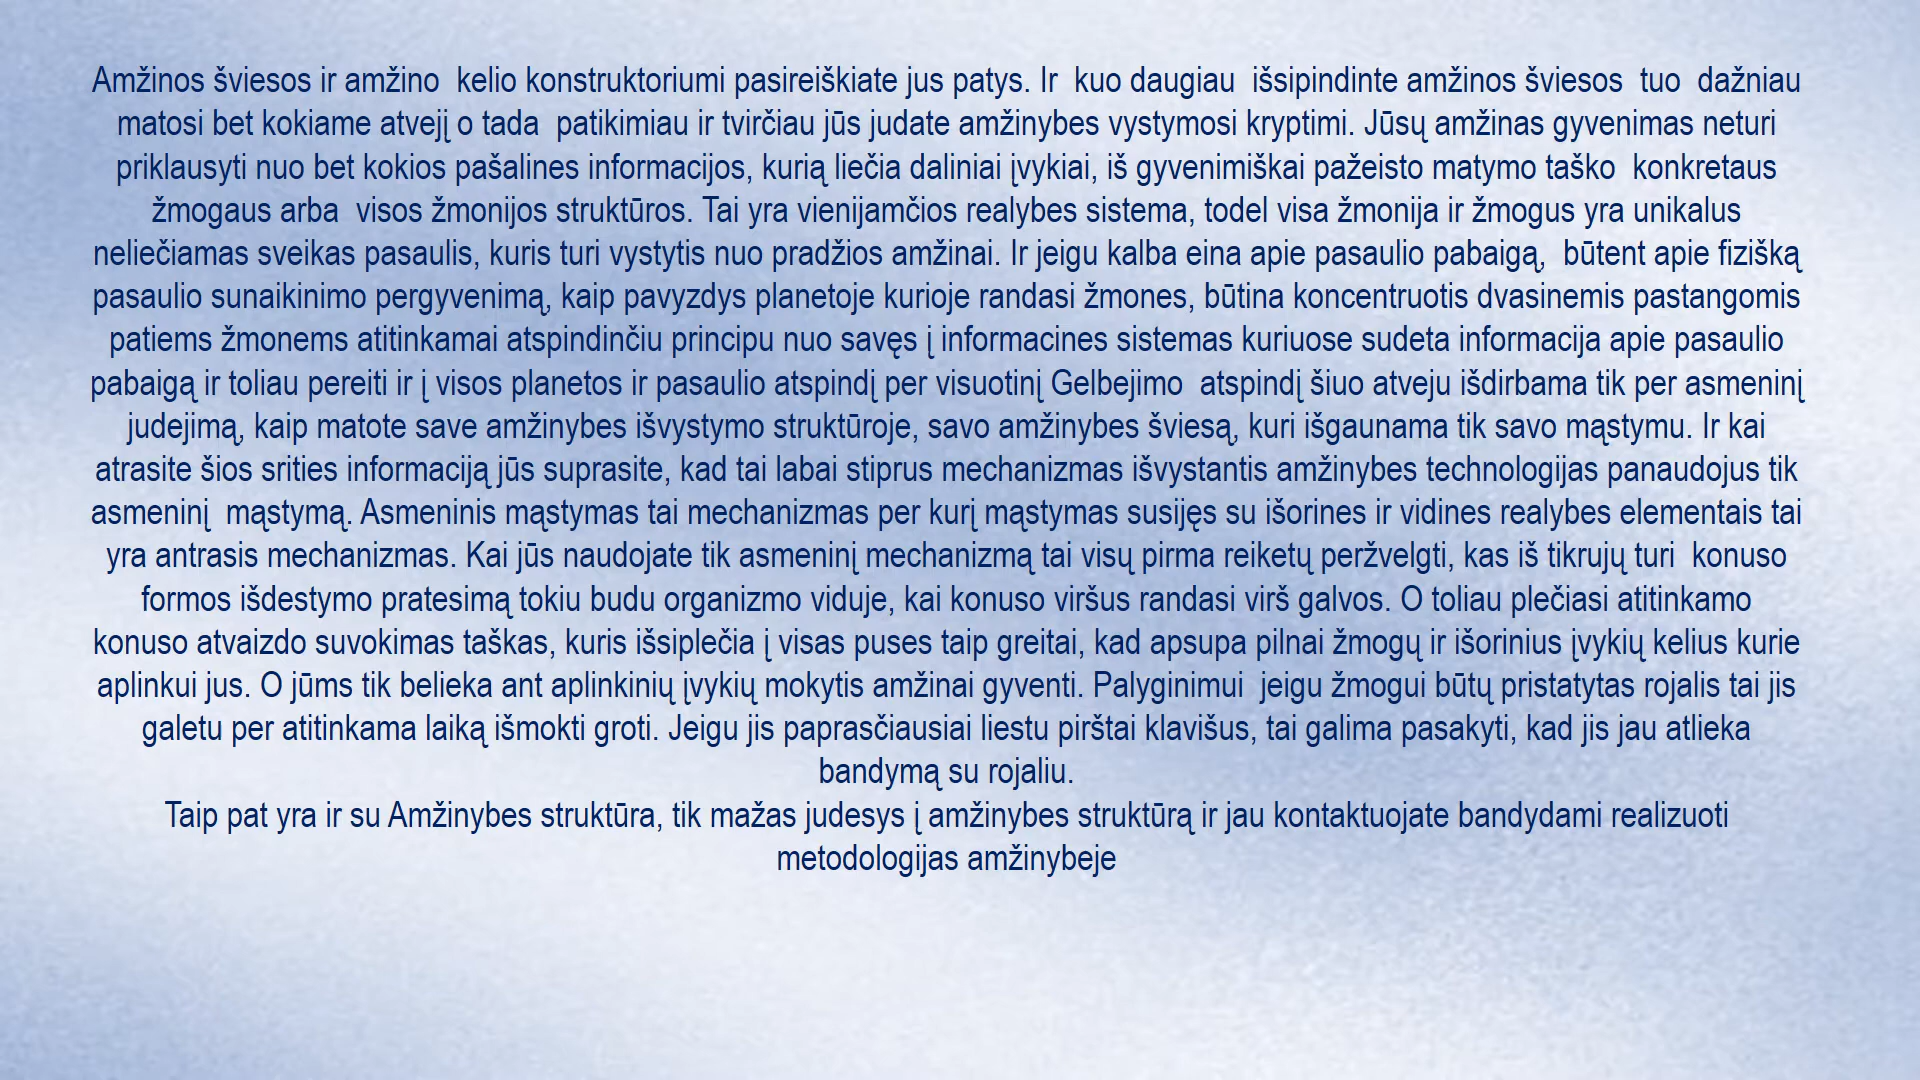 Amžinos šviesos ir amžino  kelio konstruktoriumi pasireiškiate jus patys. Ir  kuo daugiau  išsipindinte amžinos šviesos  tuo  dažniau
matosi bet kokiame atvejį o tada  patikimiau ir tvirčiau jūs judate amžinybes vystymosi kryptimi. Jūsų amžinas gyvenimas neturi
priklausyti nuo bet kokios pašalines informacijos, kurią liečia daliniai įvykiai, iš gyvenimiškai pažeisto matymo taško  konkretaus
žmogaus arba  visos žmonijos struktūros. Tai yra vienijamčios realybes sistema, todel visa žmonija ir žmogus yra unikalus
neliečiamas sveikas pasaulis, kuris turi vystytis nuo pradžios amžinai. Ir jeigu kalba eina apie pasaulio pabaigą,  būtent apie fizišką
pasaulio sunaikinimo pergyvenimą, kaip pavyzdys planetoje kurioje randasi žmones, būtina koncentruotis dvasinemis pastangomis
patiems žmonems atitinkamai atspindinčiu principu nuo savęs į informacines sistemas kuriuose sudeta informacija apie pasaulio
pabaigą ir toliau pereiti ir į visos planetos ir pasaulio atspindį per visuotinį Gelbejimo  atspindį šiuo atveju išdirbama tik per asmeninį
judejimą, kaip matote save amžinybes išvystymo struktūroje, savo amžinybes šviesą, kuri išgaunama tik savo mąstymu. Ir kai
atrasite šios srities informaciją jūs suprasite, kad tai labai stiprus mechanizmas išvystantis amžinybes technologijas panaudojus tik
asmeninį  mąstymą. Asmeninis mąstymas tai mechanizmas per kurį mąstymas susijęs su išorines ir vidines realybes elementais tai
yra antrasis mechanizmas. Kai jūs naudojate tik asmeninį mechanizmą tai visų pirma reiketų peržvelgti, kas iš tikrujų turi  konuso
formos išdestymo pratesimą tokiu budu organizmo viduje, kai konuso viršus randasi virš galvos. O toliau plečiasi atitinkamo
konuso atvaizdo suvokimas taškas, kuris išsiplečia į visas puses taip greitai, kad apsupa pilnai žmogų ir išorinius įvykių kelius kurie
aplinkui jus. O jūms tik belieka ant aplinkinių įvykių mokytis amžinai gyventi. Palyginimui  jeigu žmogui būtų pristatytas rojalis tai jis
galetu per atitinkama laiką išmokti groti. Jeigu jis paprasčiausiai liestu pirštai klavišus, tai galima pasakyti, kad jis jau atlieka
bandymą su rojaliu.
Taip pat yra ir su Amžinybes struktūra, tik mažas judesys į amžinybes struktūrą ir jau kontaktuojate bandydami realizuoti
metodologijas amžinybeje